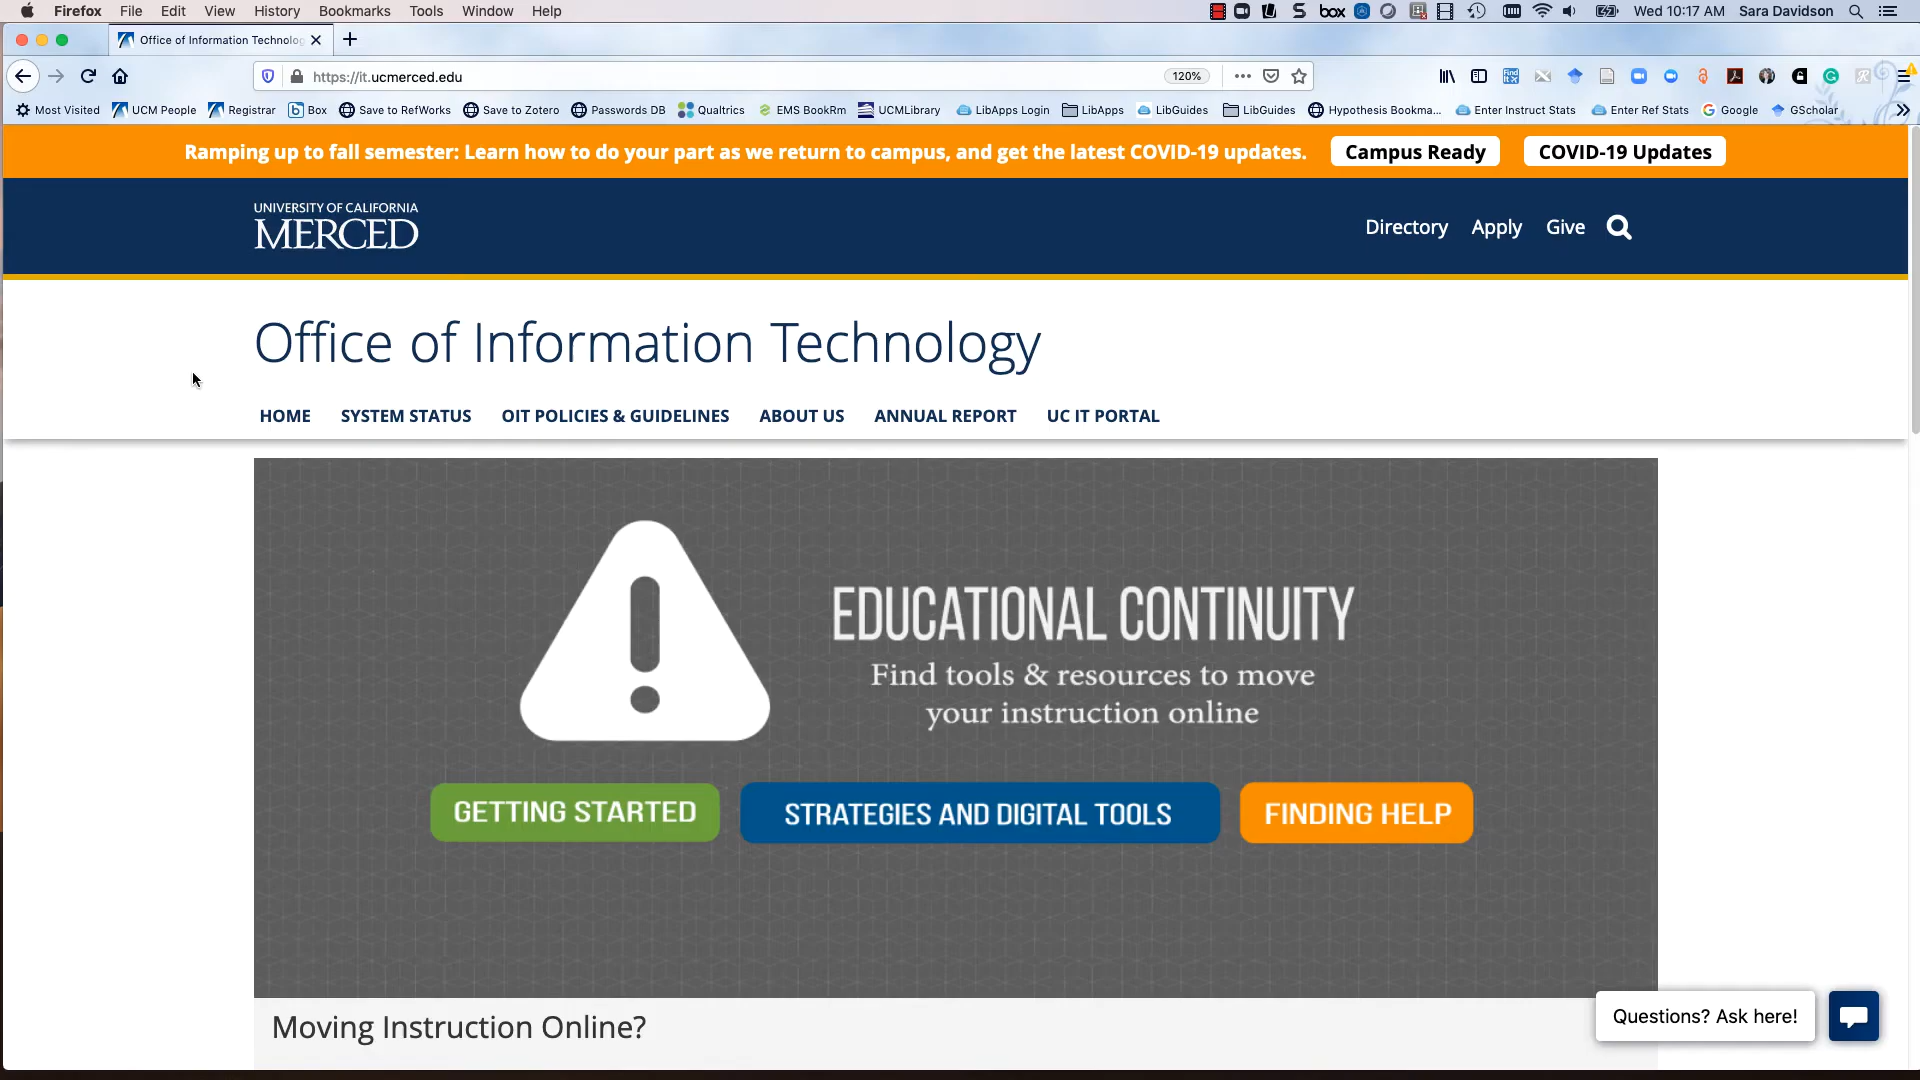 Firefox File Edit View History Bookmarks Tools Window Help box Wed 10:17 AM Sara Davidson
Office of Information Technolog
https://it.ucmerced.edu 120%
Most Visited UCM People Registrar Box Save to RefWorks Save to Zotero Passwords DB Qualtrics EMS BookRm UCMLibrary LibApps Login LibApps LibGuides LibGuides Hypothesis Bookma... Enter Instruct Stats Enter Ref Stats Google GScholar
Ramping up to fall semester: Learn how to do your part as we return to campus, and get the latest COVID-19 updates. Campus Ready COVID-19 Updates
UNIVERSITY OF CALIFORNIA
MERCED
Directory Apply Give
Office of Information Technology
HOME SYSTEM STATUS OIT POLICIES & GUIDELINES ABOUT US ANNUAL REPORT UC IT PORTAL
EDUCATIONAL CONTINUITY
Find tools & resources to move
your instruction online
GETTING STARTED STRATEGIES AND DIGITAL TOOLS FINDING HELP
Moving Instruction Online?
Questions? Ask here!